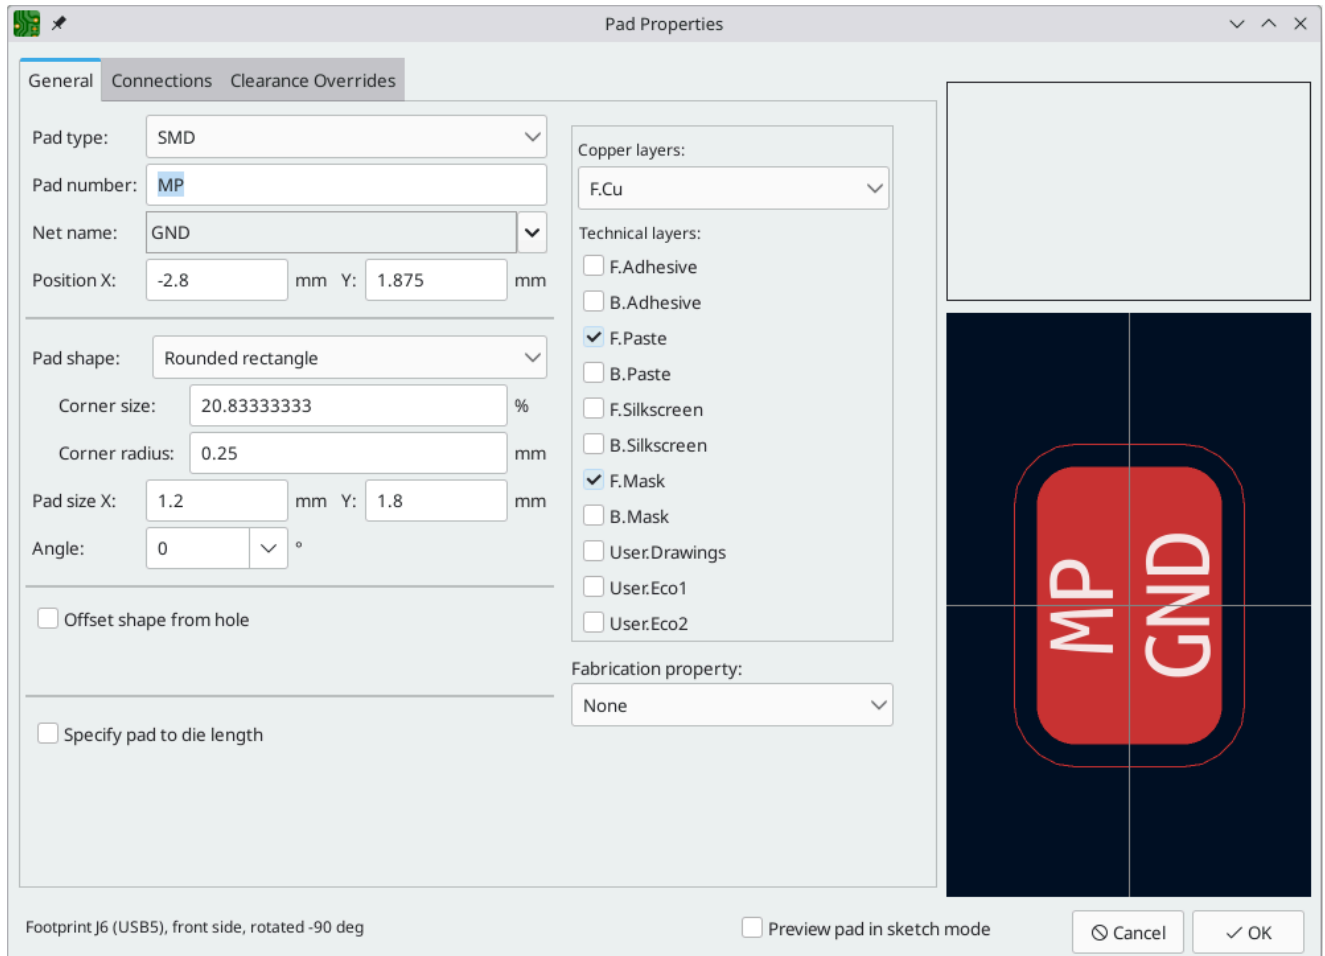 Pad Properties
General Connections Clearance Overrides
Pad type: SMD
Pad number: MP
Net name: GND
Position X: -2.8 mm Y: 1.875 mm
Pad shape: Rounded rectangle
Corner size: 20.83333333 %
Corner radius: 0.25 mm
Pad size X: 1.2 mm Y: 1.8 mm
Angle: 0 °
Offset shape from hole
Specify pad to die length
Copper layers:
F.Cu
Technical layers:
F.Adhesive
B.Adhesive
F.Paste
B.Paste
F.Silkscreen
B.Silkscreen
F.Mask
B.Mask
User.Drawings
User.Eco1
User.Eco2
Fabrication property:
None
MP
GND
Footprint J6 (USB5), front side, rotated -90 deg
Preview pad in sketch mode
Cancel
OK